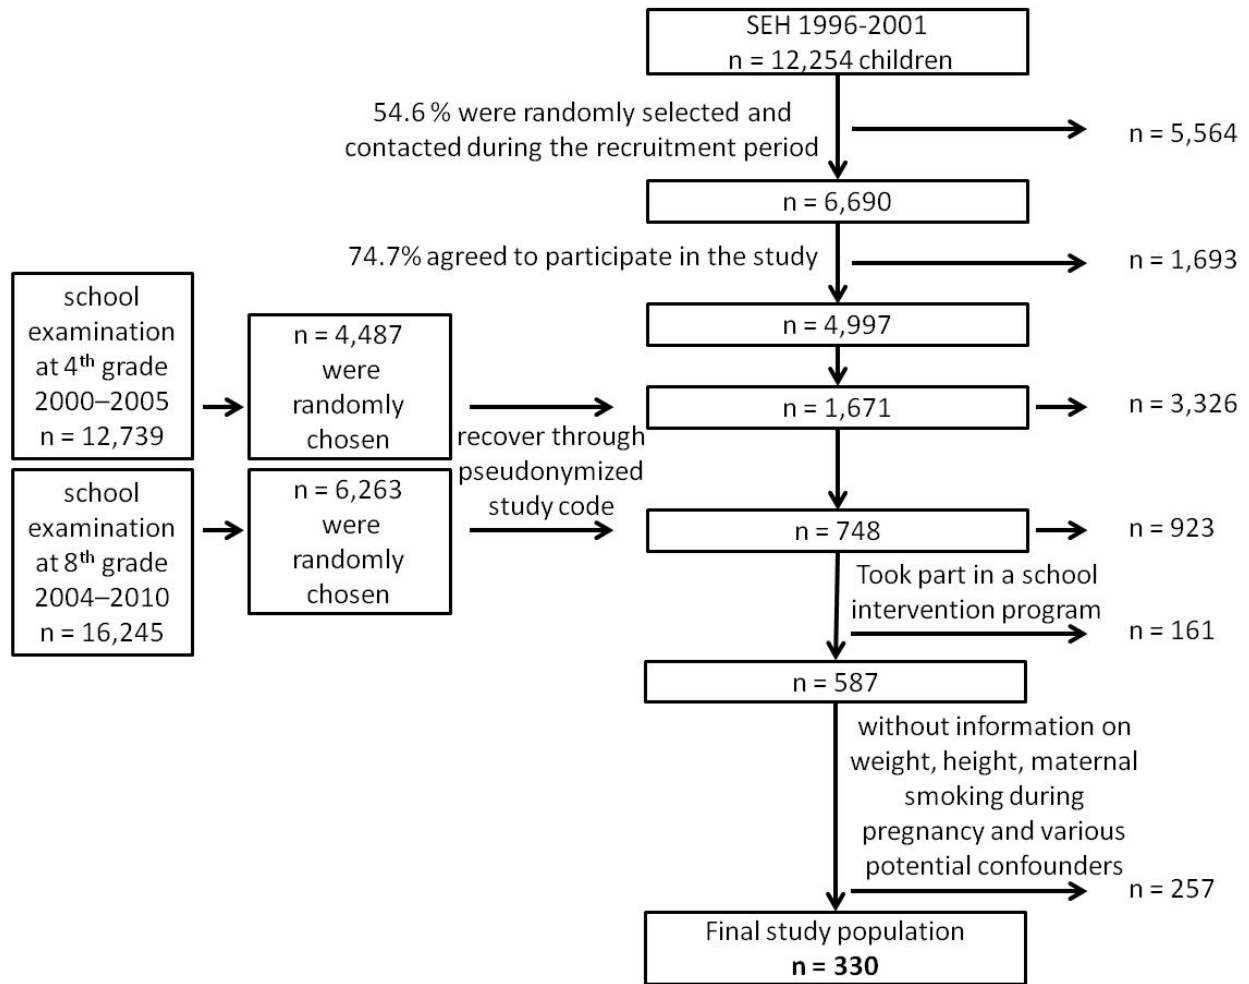 SEH 1996-2001
n = 12,254 children
54.6 % were randomly selected and
contacted during the recruitment period
n = 5,564
n = 6,690
74.7% agreed to participate in the study
n = 1,693
n = 4,997
school
examination
at 4th grade
2000–2005
n = 12,739
n = 4,487
were
randomly
chosen
n = 1,671
n = 3,326
recover through
pseudonymized
study code
school
examination
at 8th grade
2004–2010
n = 16,245
n = 6,263
were
randomly
chosen
n = 748
n = 923
Took part in a school
intervention program
n = 161
n = 587
without information on
weight, height, maternal
smoking during
pregnancy and various
potential confounders
n = 257
Final study population
n = 330